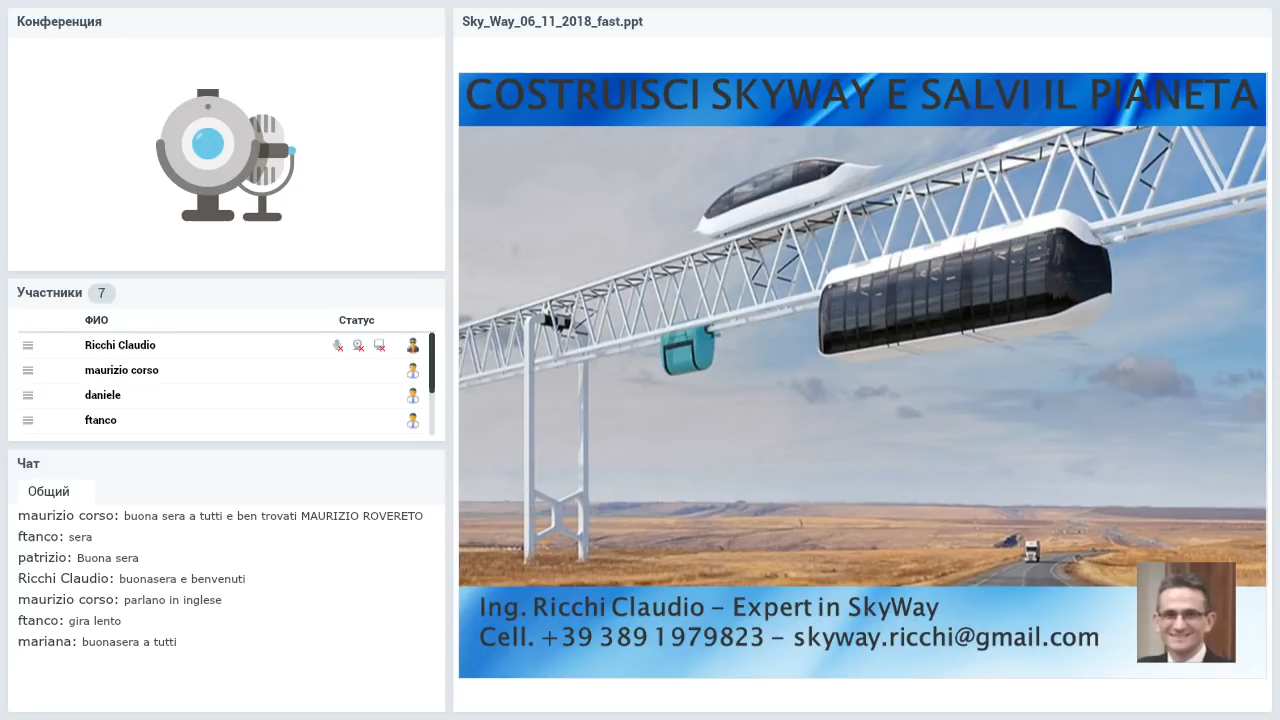 Конференция
Участники 7
ФИО Статус
Ricchi Claudio
maurizio corso
daniele
ftanco
Чат
Общий
maurizio corso: buona sera a tutti e ben trovati MAURIZIO ROVERETO
ftanco: sera
patrizio: Buona sera
Ricchi Claudio: buonasera e benvenuti
maurizio corso: parlano in inglese
ftanco: gira lento
mariana: buonasera a tutti
Sky_Way_06_11_2018_fast.ppt
COSTRUISCI SKYWAY E SALVI IL PIANETA
Ing. Ricchi Claudio – Expert in SkyWay
Cell. +39 389 1979823 – skyway.ricchi@gmail.com